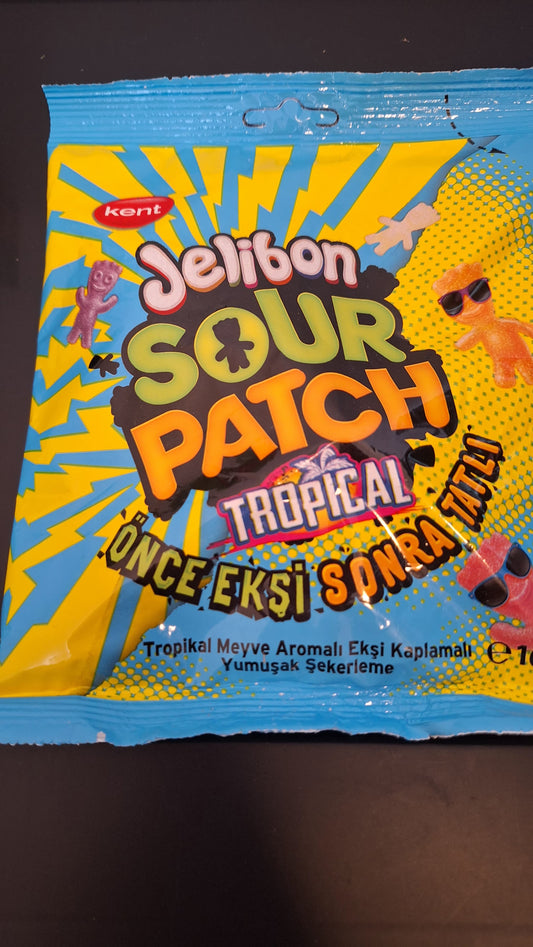 kent
Jelibon
SOUR
PATCH
TROPICAL
ÖNCE EKŞİ SONRA TATLI
Tropikal Meyve Aromalı Ekşi Kaplamalı
Yumuşak Şekerleme
℮